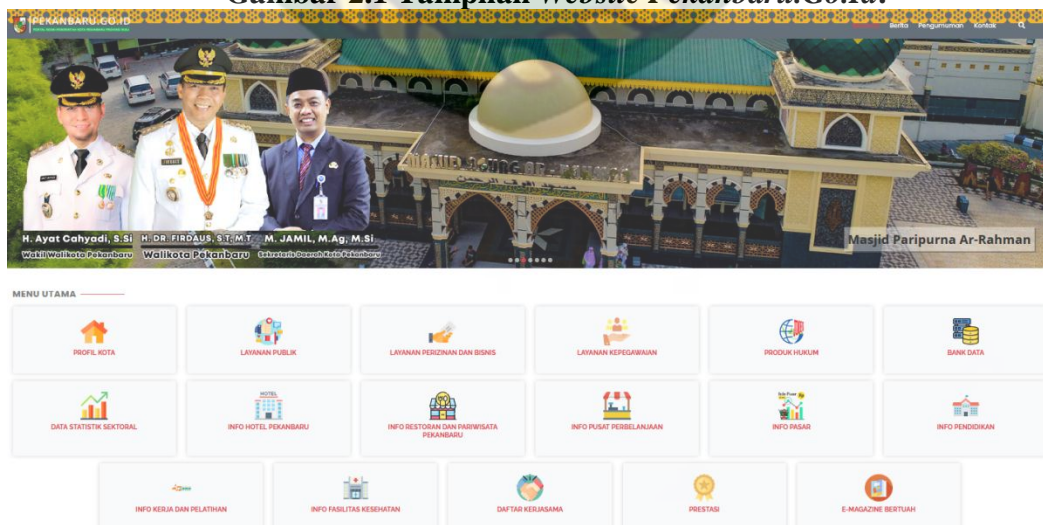 Gambar 2.1 Tampilan Website Pekanbaru.Go.Id.
PEKANBARU.GO.ID
Berita Pengumuman Kontak
MASJID AGUNG AR-RAHMAN
H. Ayat Cahyadi, S.Si H. DR. FIRDAUS, S.T, M.T M. JAMIL, M.Ag, M.Si
Wakil Walikota Pekanbaru Walikota Pekanbaru Sekretaris Daerah Kota Pekanbaru
Masjid Paripurna Ar-Rahman
MENU UTAMA
PROFIL KOTA LAYANAN PUBLIK LAYANAN PERIZINAN DAN BISNIS LAYANAN KEPEGAWAIAN PRODUK HUKUM BANK DATA
HOTEL
DATA STATISTIK SEKTORAL INFO HOTEL PEKANBARU INFO RESTORAN DAN PARIWISATA PEKANBARU INFO PUSAT PERBELANJAAN INFO PASAR INFO PENDIDIKAN
INFO KERJA DAN PELATIHAN INFO FASILITAS KESEHATAN DAFTAR KERJASAMA PRESTASI E-MAGAZINE BERTUAH